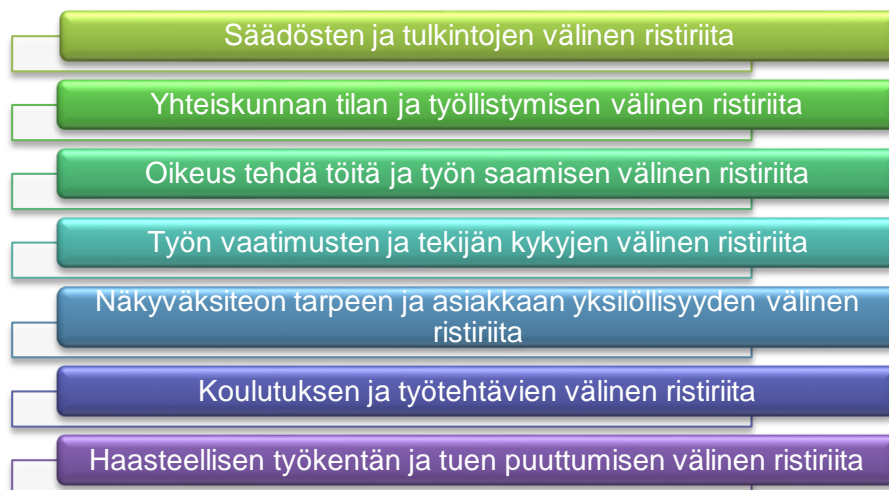 Säädösten ja tulkintojen välinen ristiriita
Yhteiskunnan tilan ja työllistymisen välinen ristiriita
Oikeus tehdä töitä ja työn saamisen välinen ristiriita
Työn vaatimusten ja tekijän kykyjen välinen ristiriita
Näkyväksiteon tarpeen ja asiakkaan yksilöllisyyden välinen
ristiriita
Koulutuksen ja työtehtävien välinen ristiriita
Haasteellisen työkentän ja tuen puuttumisen välinen ristiriita